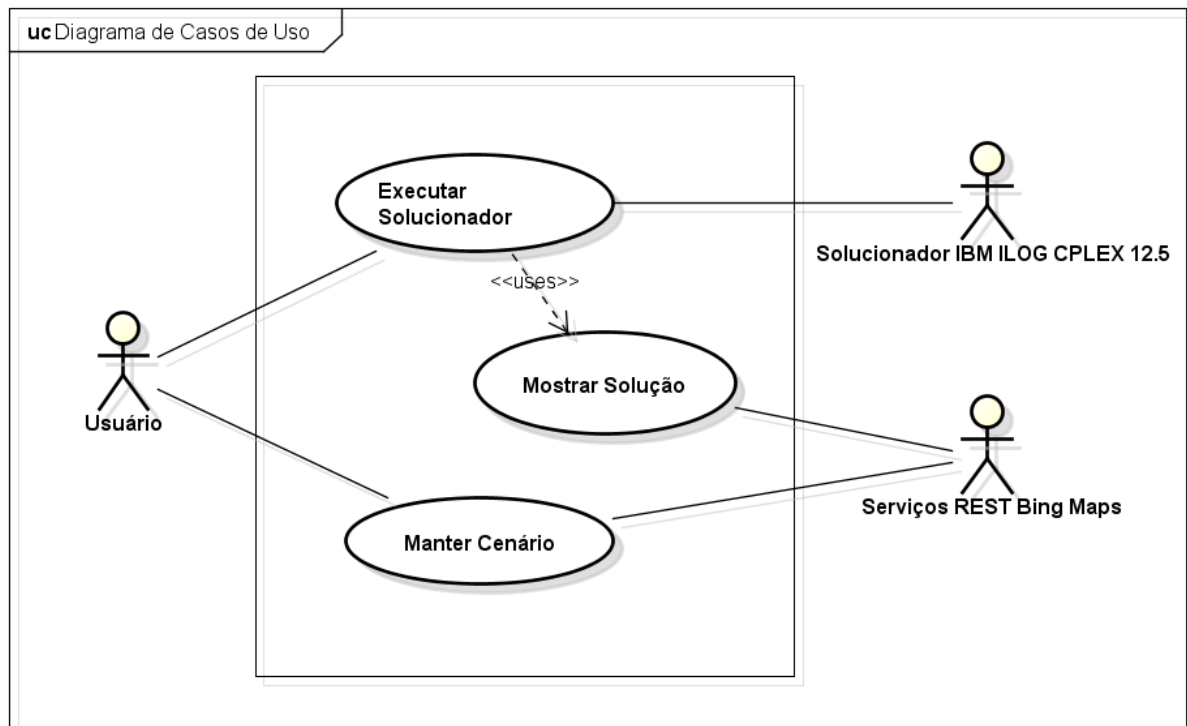 uc Diagrama de Casos de Uso
Executar
Solucionador
Solucionador IBM ILOG CPLEX 12.5
<<uses>>
Mostrar Solução
Usuário
Serviços REST Bing Maps
Manter Cenário